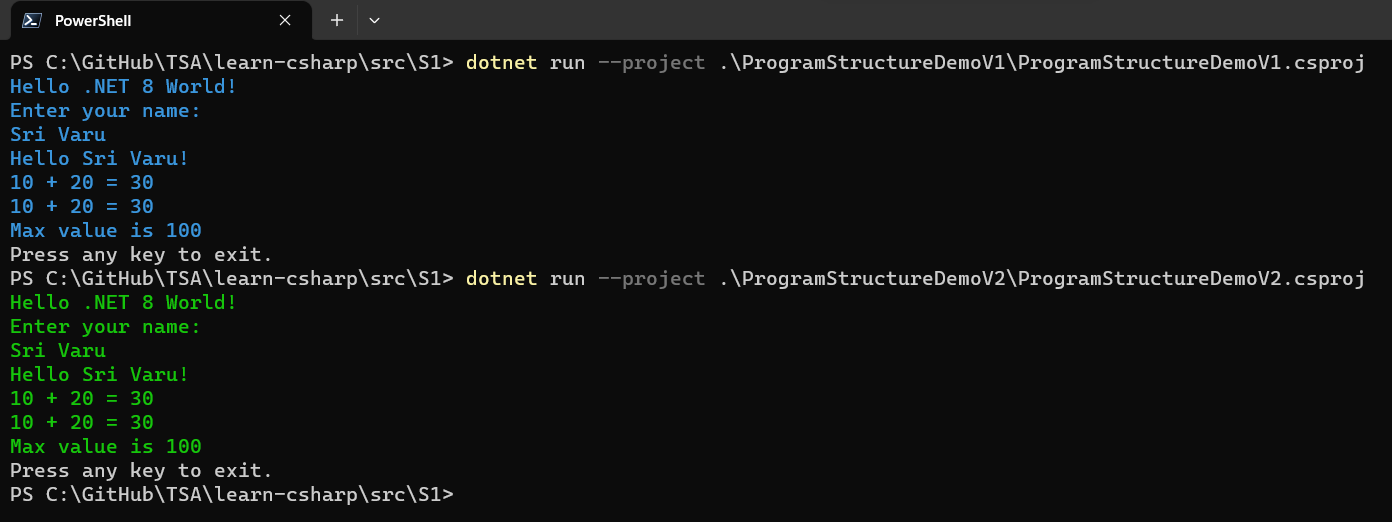 PowerShell
PS C:\GitHub\TSA\learn-csharp\src\S1> dotnet run --project .\ProgramStructureDemoV1\ProgramStructureDemoV1.csproj
Hello .NET 8 World!
Enter your name:
Sri Varu
Hello Sri Varu!
10 + 20 = 30
10 + 20 = 30
Max value is 100
Press any key to exit.
PS C:\GitHub\TSA\learn-csharp\src\S1> dotnet run --project .\ProgramStructureDemoV2\ProgramStructureDemoV2.csproj
Hello .NET 8 World!
Enter your name:
Sri Varu
Hello Sri Varu!
10 + 20 = 30
10 + 20 = 30
Max value is 100
Press any key to exit.
PS C:\GitHub\TSA\learn-csharp\src\S1>